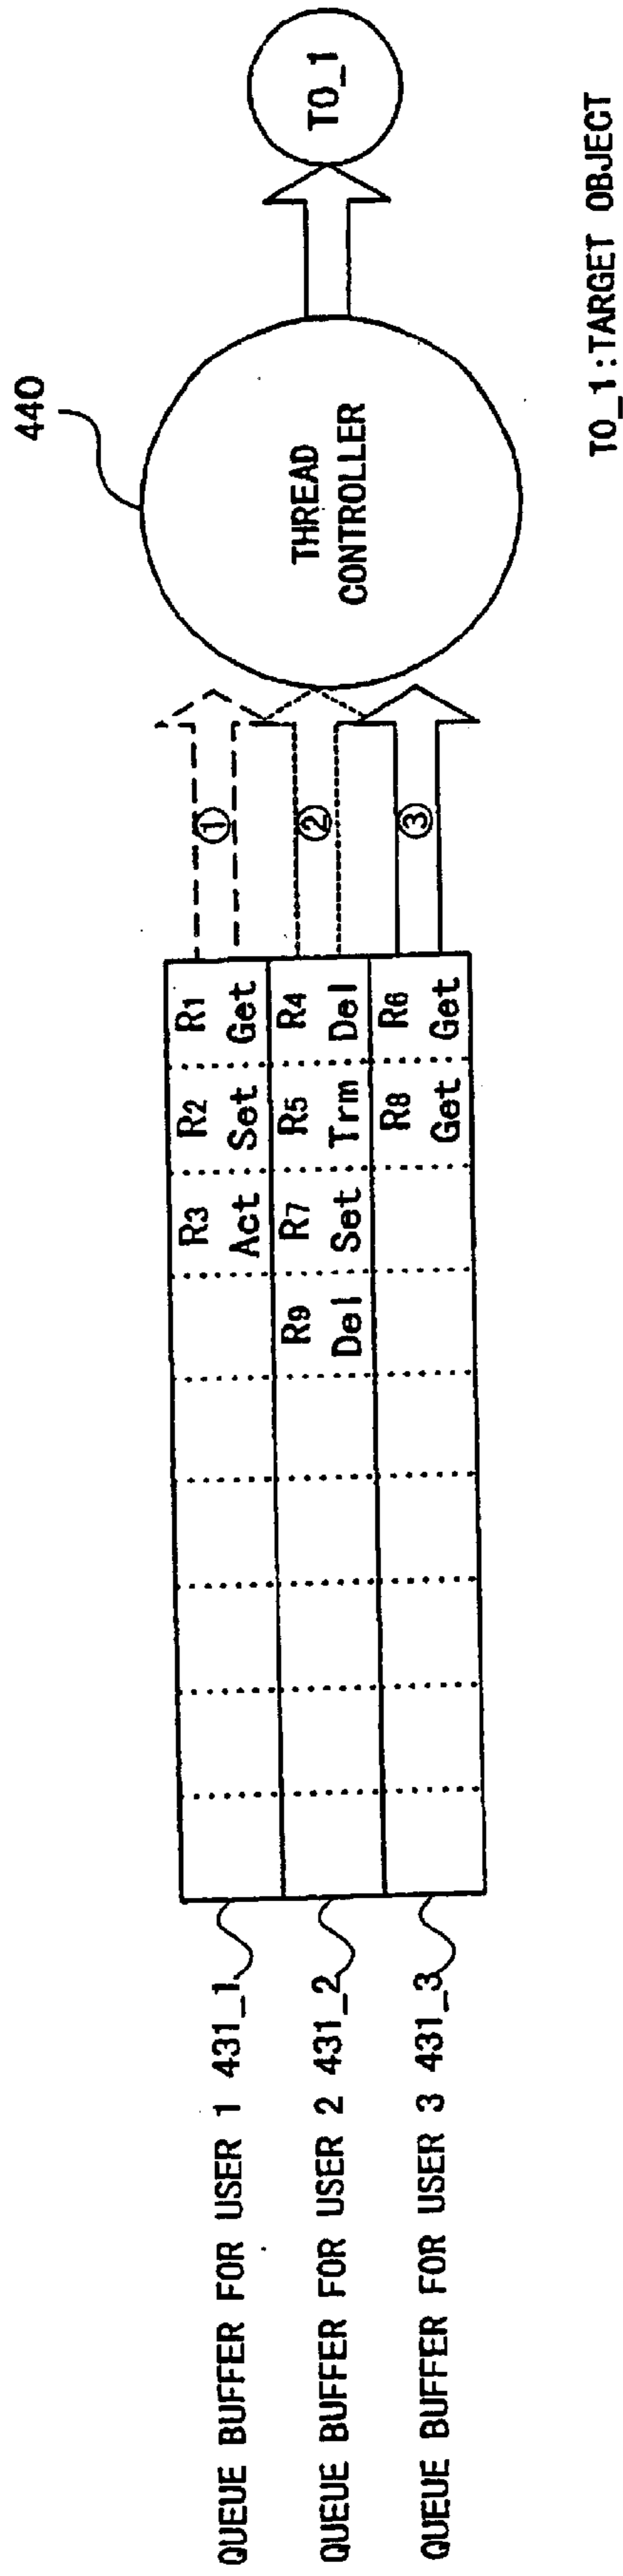 440
QUEUE BUFFER FOR USER 1 431_1
R3 R2 R1
Act Set Get
①
QUEUE BUFFER FOR USER 2 431_2
R9 R7 R5 R4
Del Set Trm Del
②
QUEUE BUFFER FOR USER 3 431_3
R8 R6
Get Get
③
THREAD
CONTROLLER
TO_1
TO_1:TARGET OBJECT